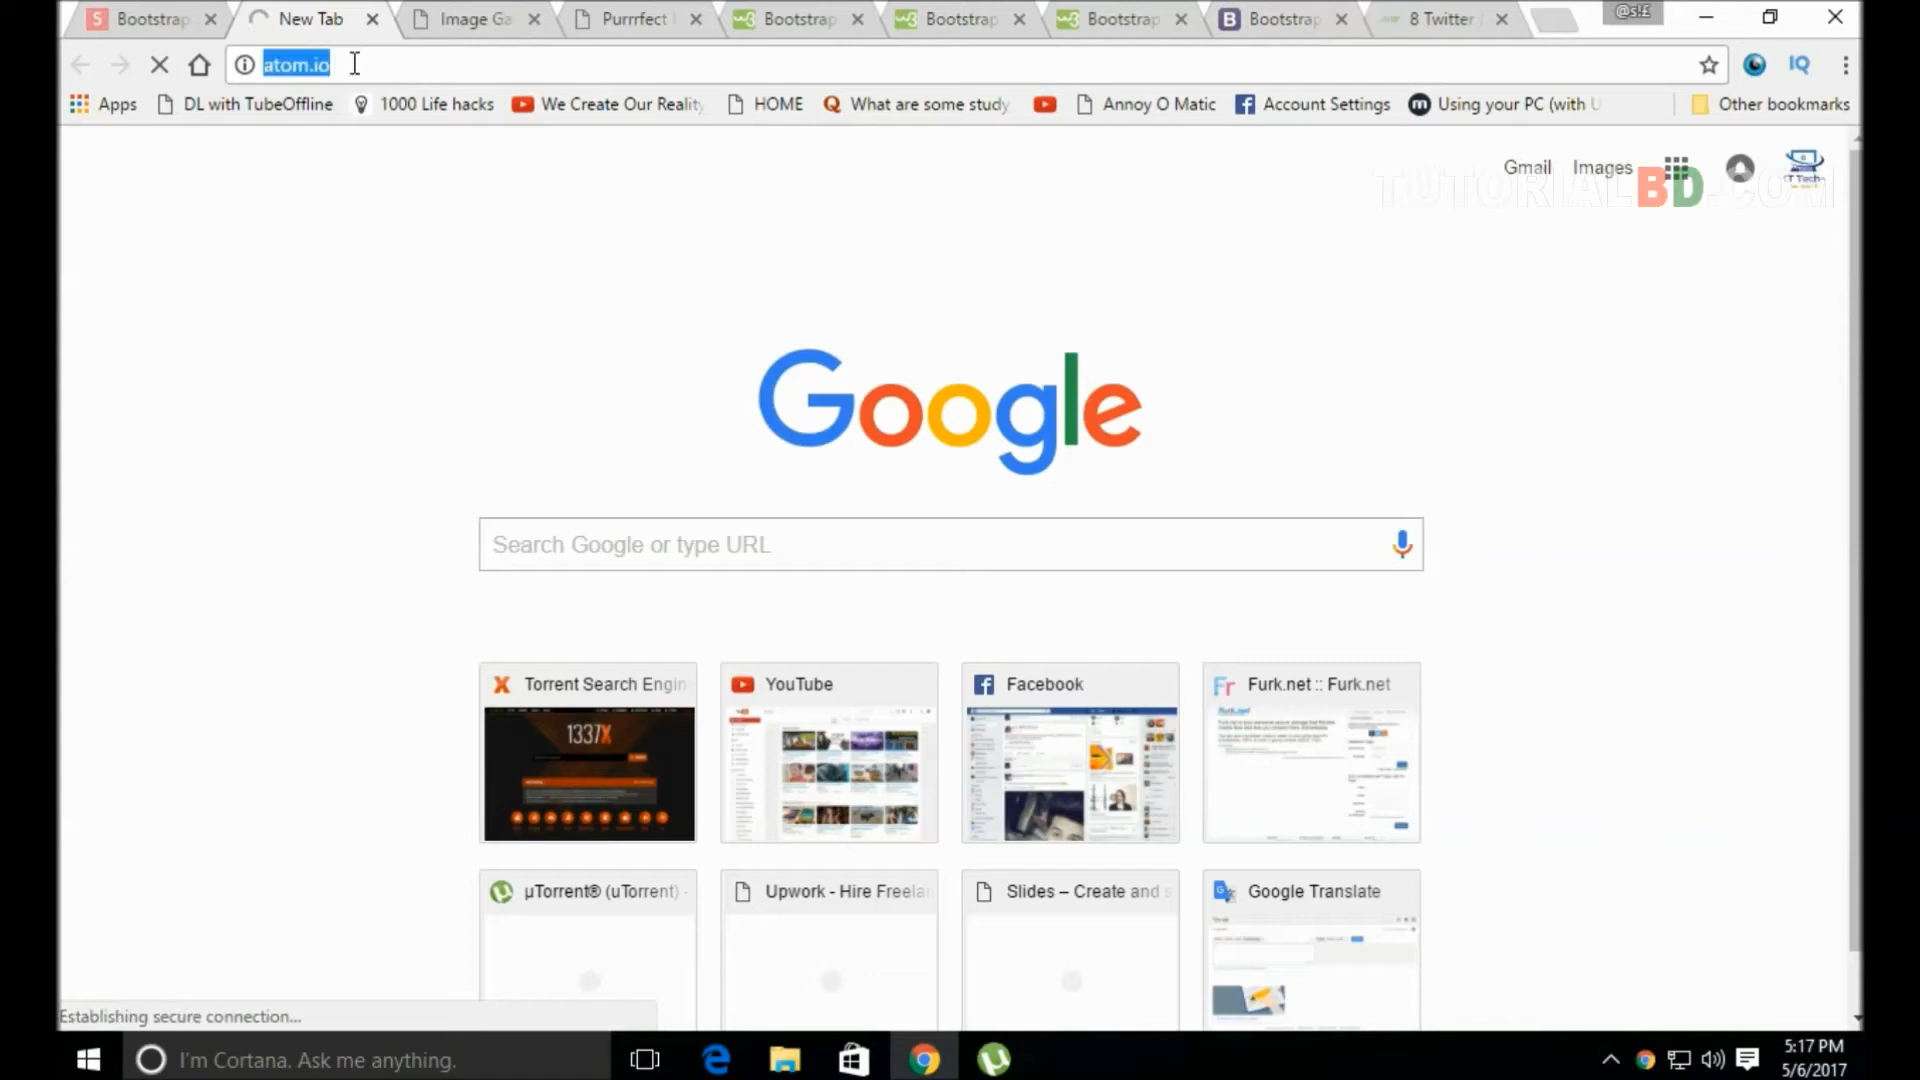 Bootstrap
New Tab
Image Ga
Purrrfect
Bootstrap
Bootstrap
Bootstrap
Bootstrap
8 Twitter
@s!£
atom.io
IQ
Apps
DL with TubeOffline
1000 Life hacks
We Create Our Reality
HOME
What are some study
Annoy O Matic
Account Settings
Using your PC (with U
Other bookmarks
Gmail
Images
TUTORIALBD.COM
Google
Search Google or type URL
Torrent Search Engin
YouTube
Facebook
Fr
Furk.net :: Furk.net
1337X
µTorrent® (uTorrent) -
Upwork - Hire Freela
Slides – Create and s
Google Translate
Establishing secure connection...
I'm Cortana. Ask me anything.
5:17 PM
5/6/2017